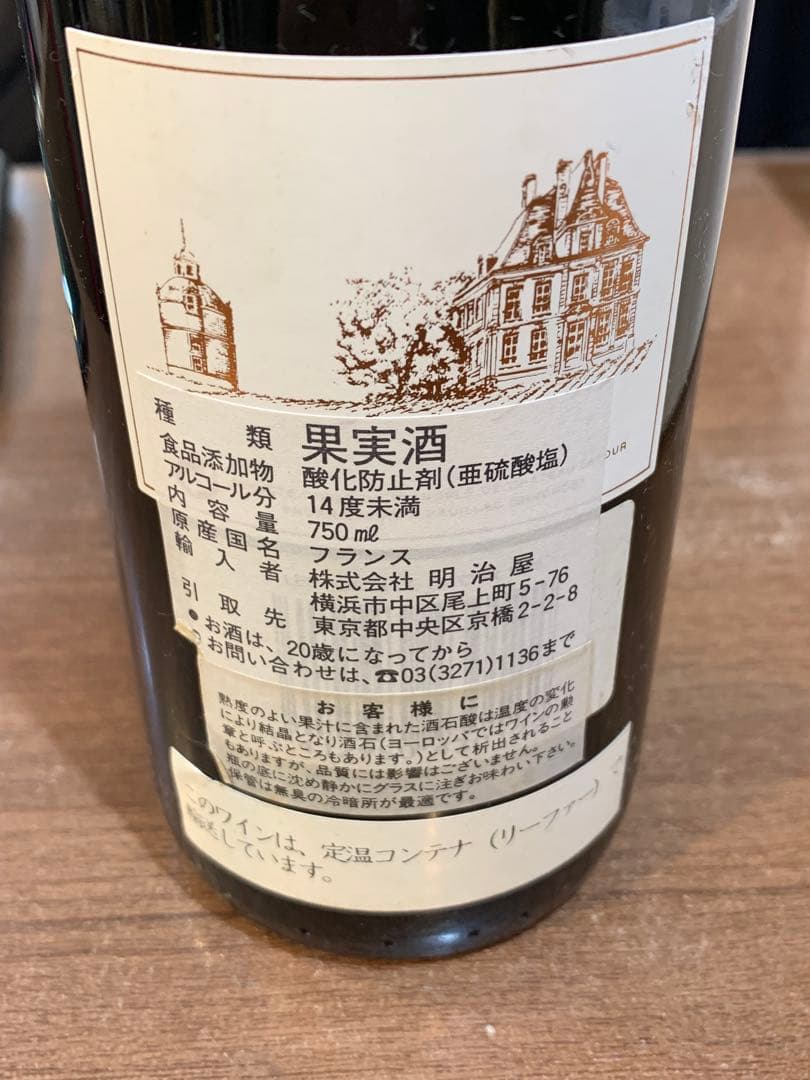 種類 果実酒
食品添加物 酸化防止剤(亜硫酸塩)
アルコール分 14度未満
内容量 750㎖
原産国名 フランス
輸入者 株式会社 明治屋
横浜市中区尾上町5-76
引取先 東京都中央区京橋2-2-8
●お酒は、20歳になってから
●お問い合わせは、☎03(3271)1136まで
お客様に
熟度のよい果汁に含まれた酒石酸は温度の変化
により結晶となり酒石(ヨーロッパではワインの勲
章と呼ぶところもあります。)として析出されること
もありますが、品質には影響はございません。
瓶の底に沈め静かにグラスに注ぎお味わい下さい。
保管は無臭の冷暗所が最適です。
このワインは、定温コンテナ(リーファー)
しています。